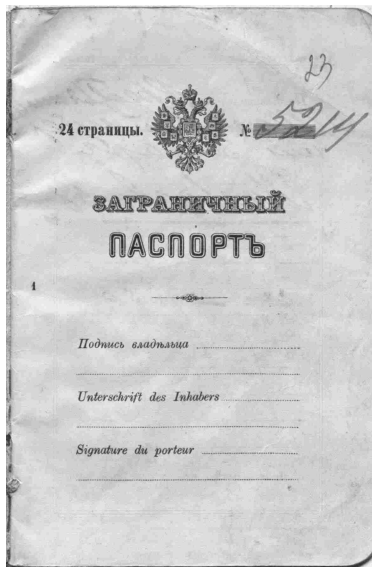 23
24 страницы.
№ 5214
ЗАГРАНИЧНЫЙ
ПАСПОРТЪ
1
Подпись владѣльца
Unterschrift des Inhabers
Signature du porteur